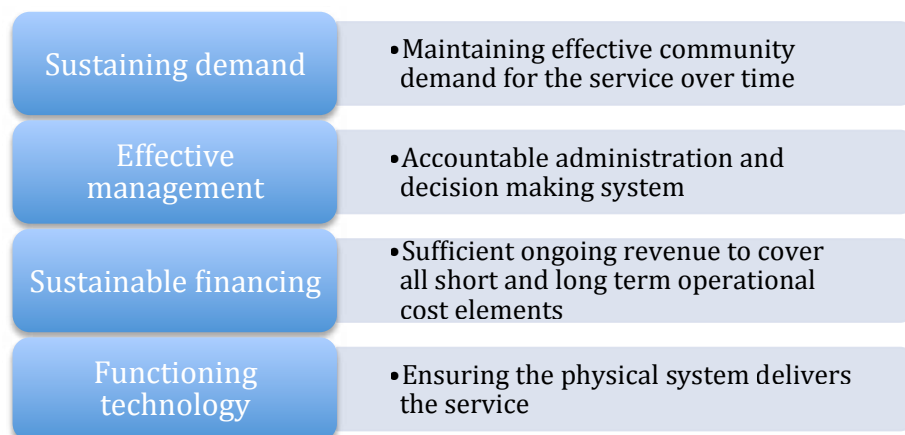 Sustaining demand
•Maintaining effective community
demand for the service over time
Effective
management
•Accountable administration and
decision making system
Sustainable financing
•Sufficient ongoing revenue to cover
all short and long term operational
cost elements
Functioning
technology
•Ensuring the physical system delivers
the service